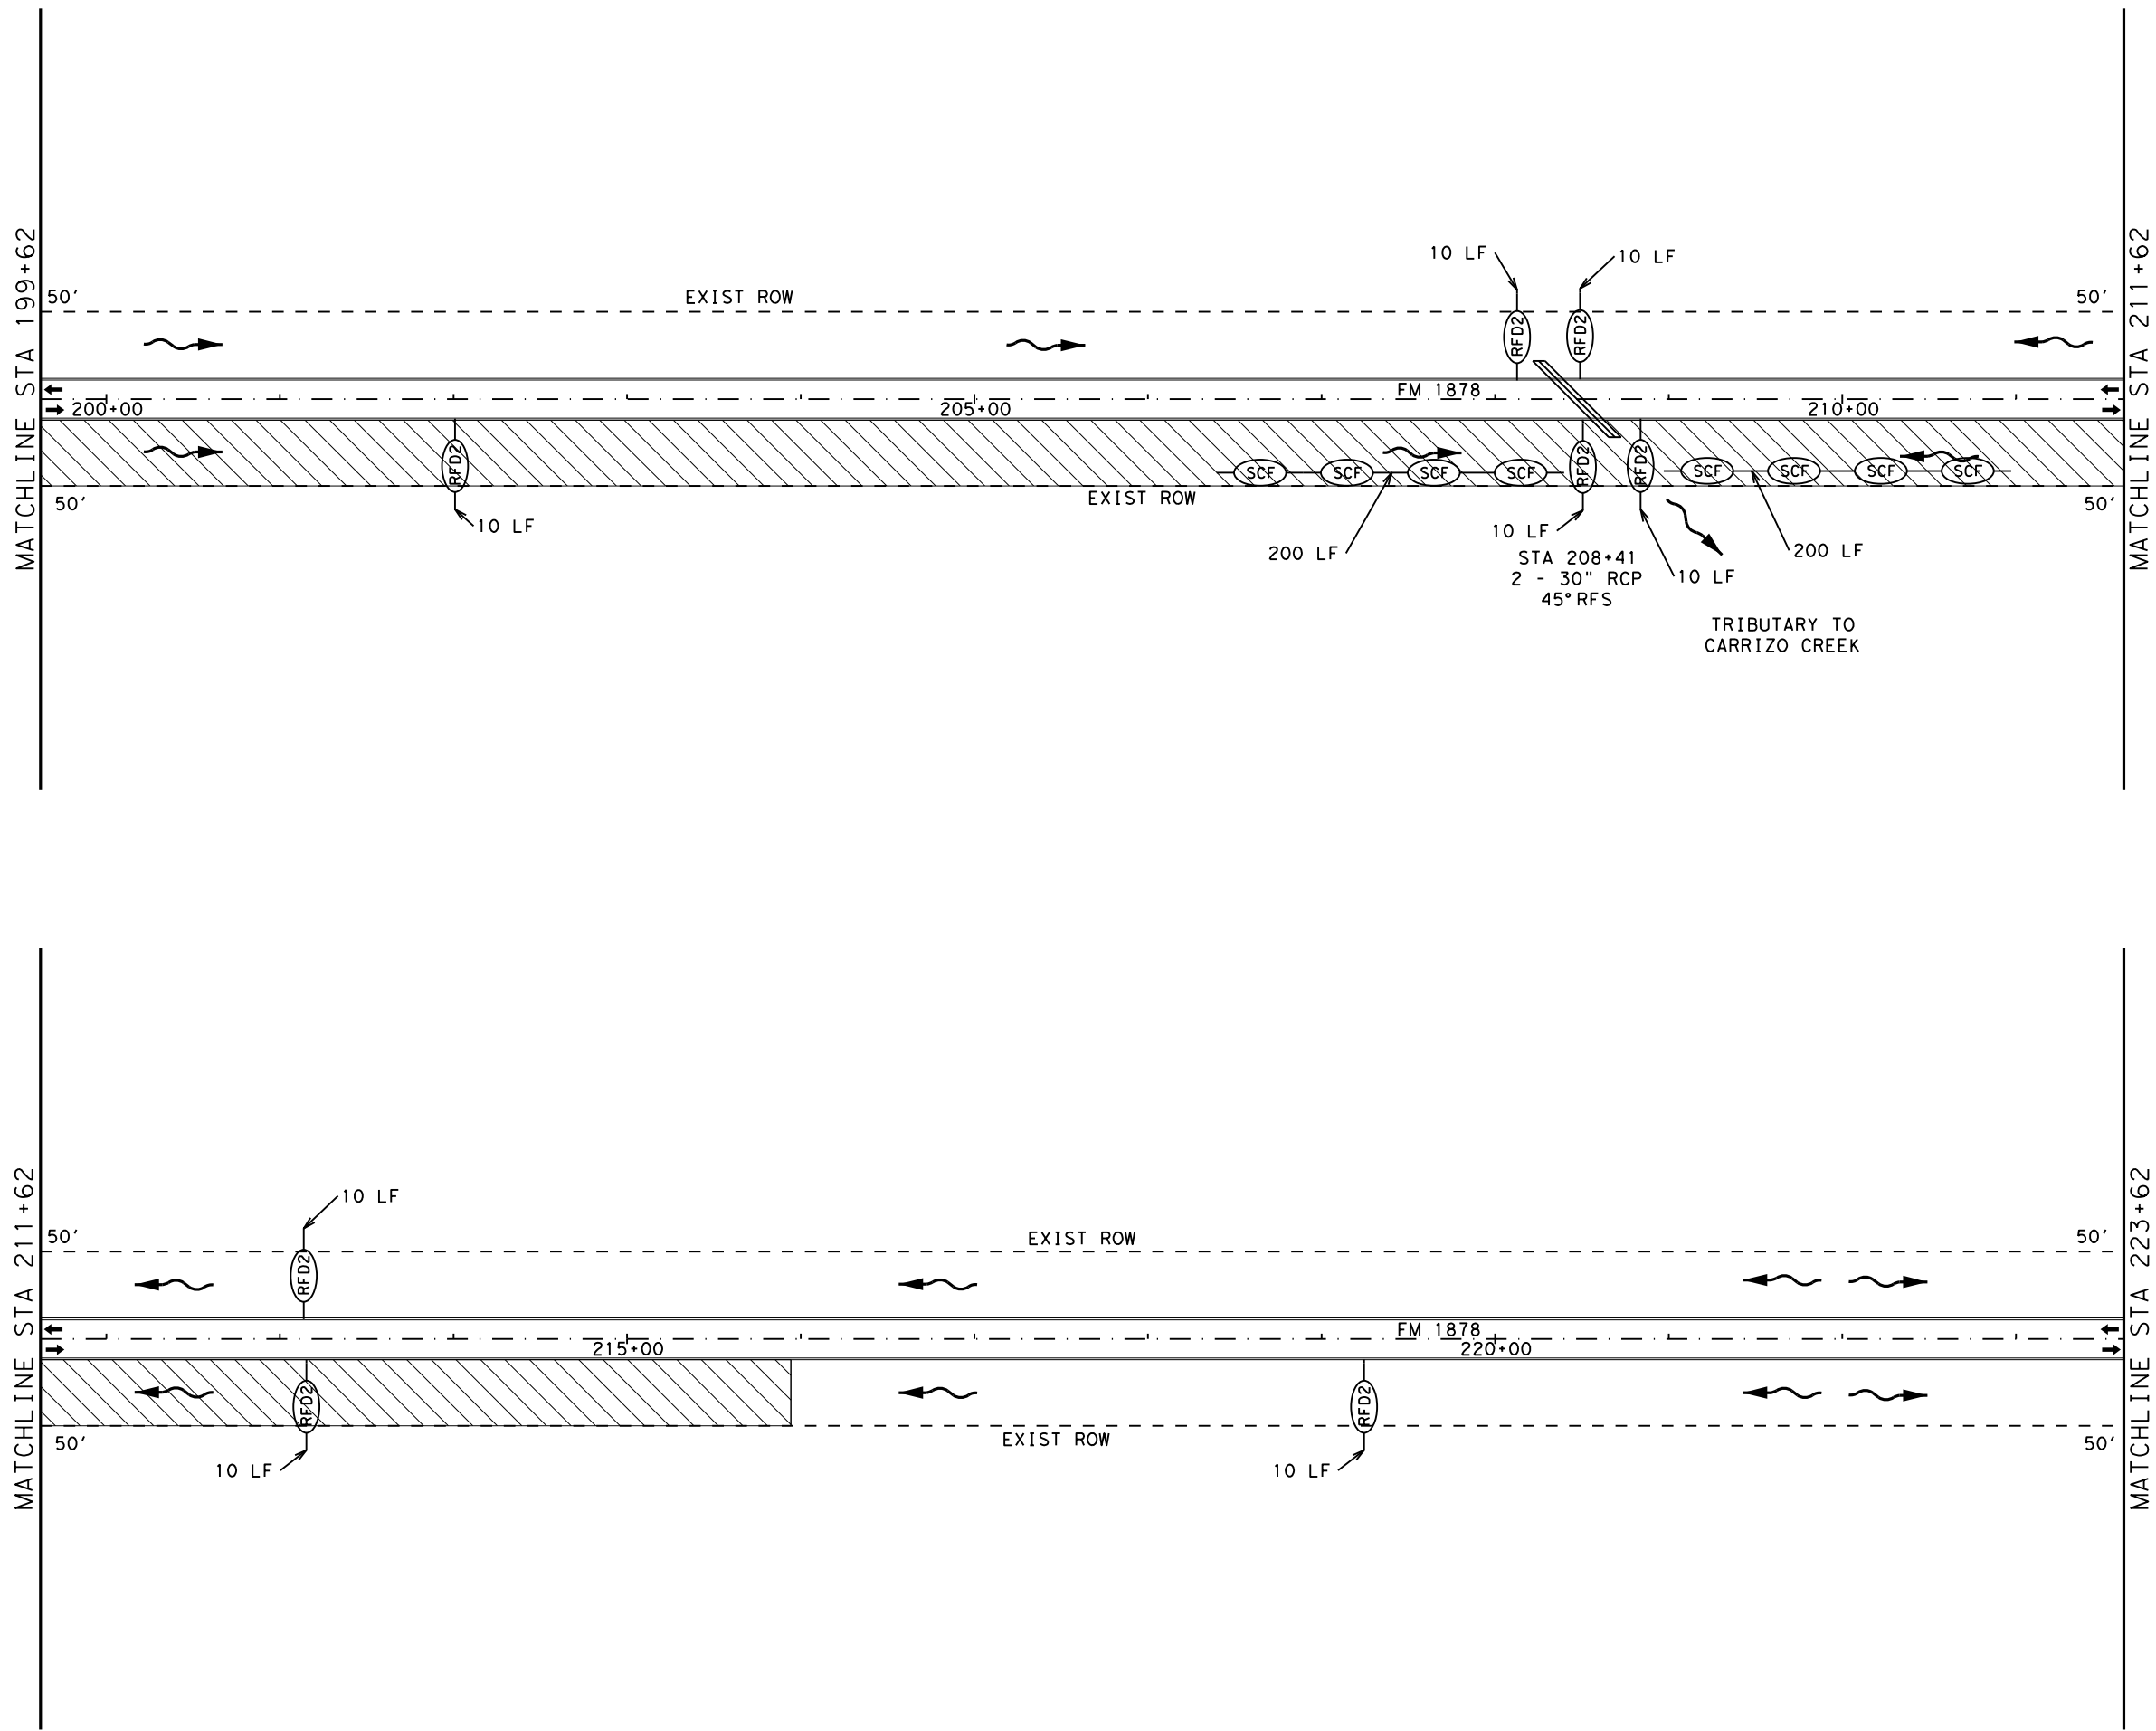 MATCHLINE STA 199+62
50'
EXIST ROW
10 LF
10 LF
50'
MATCHLINE STA 211+62
RFD2
RFD2
FM 1878
200+00
205+00
210+00
RFD2
SCF
SCF
SCF
SCF
RFD2
RFD2
SCF
SCF
SCF
SCF
50'
EXIST ROW
50'
10 LF
10 LF
200 LF
200 LF
STA 208+41
2 - 30" RCP
45° RFS
10 LF
TRIBUTARY TO
CARRIZO CREEK
MATCHLINE STA 211+62
10 LF
50'
EXIST ROW
50'
MATCHLINE STA 223+62
RFD2
FM 1878
215+00
220+00
RFD2
RFD2
50'
EXIST ROW
50'
10 LF
10 LF